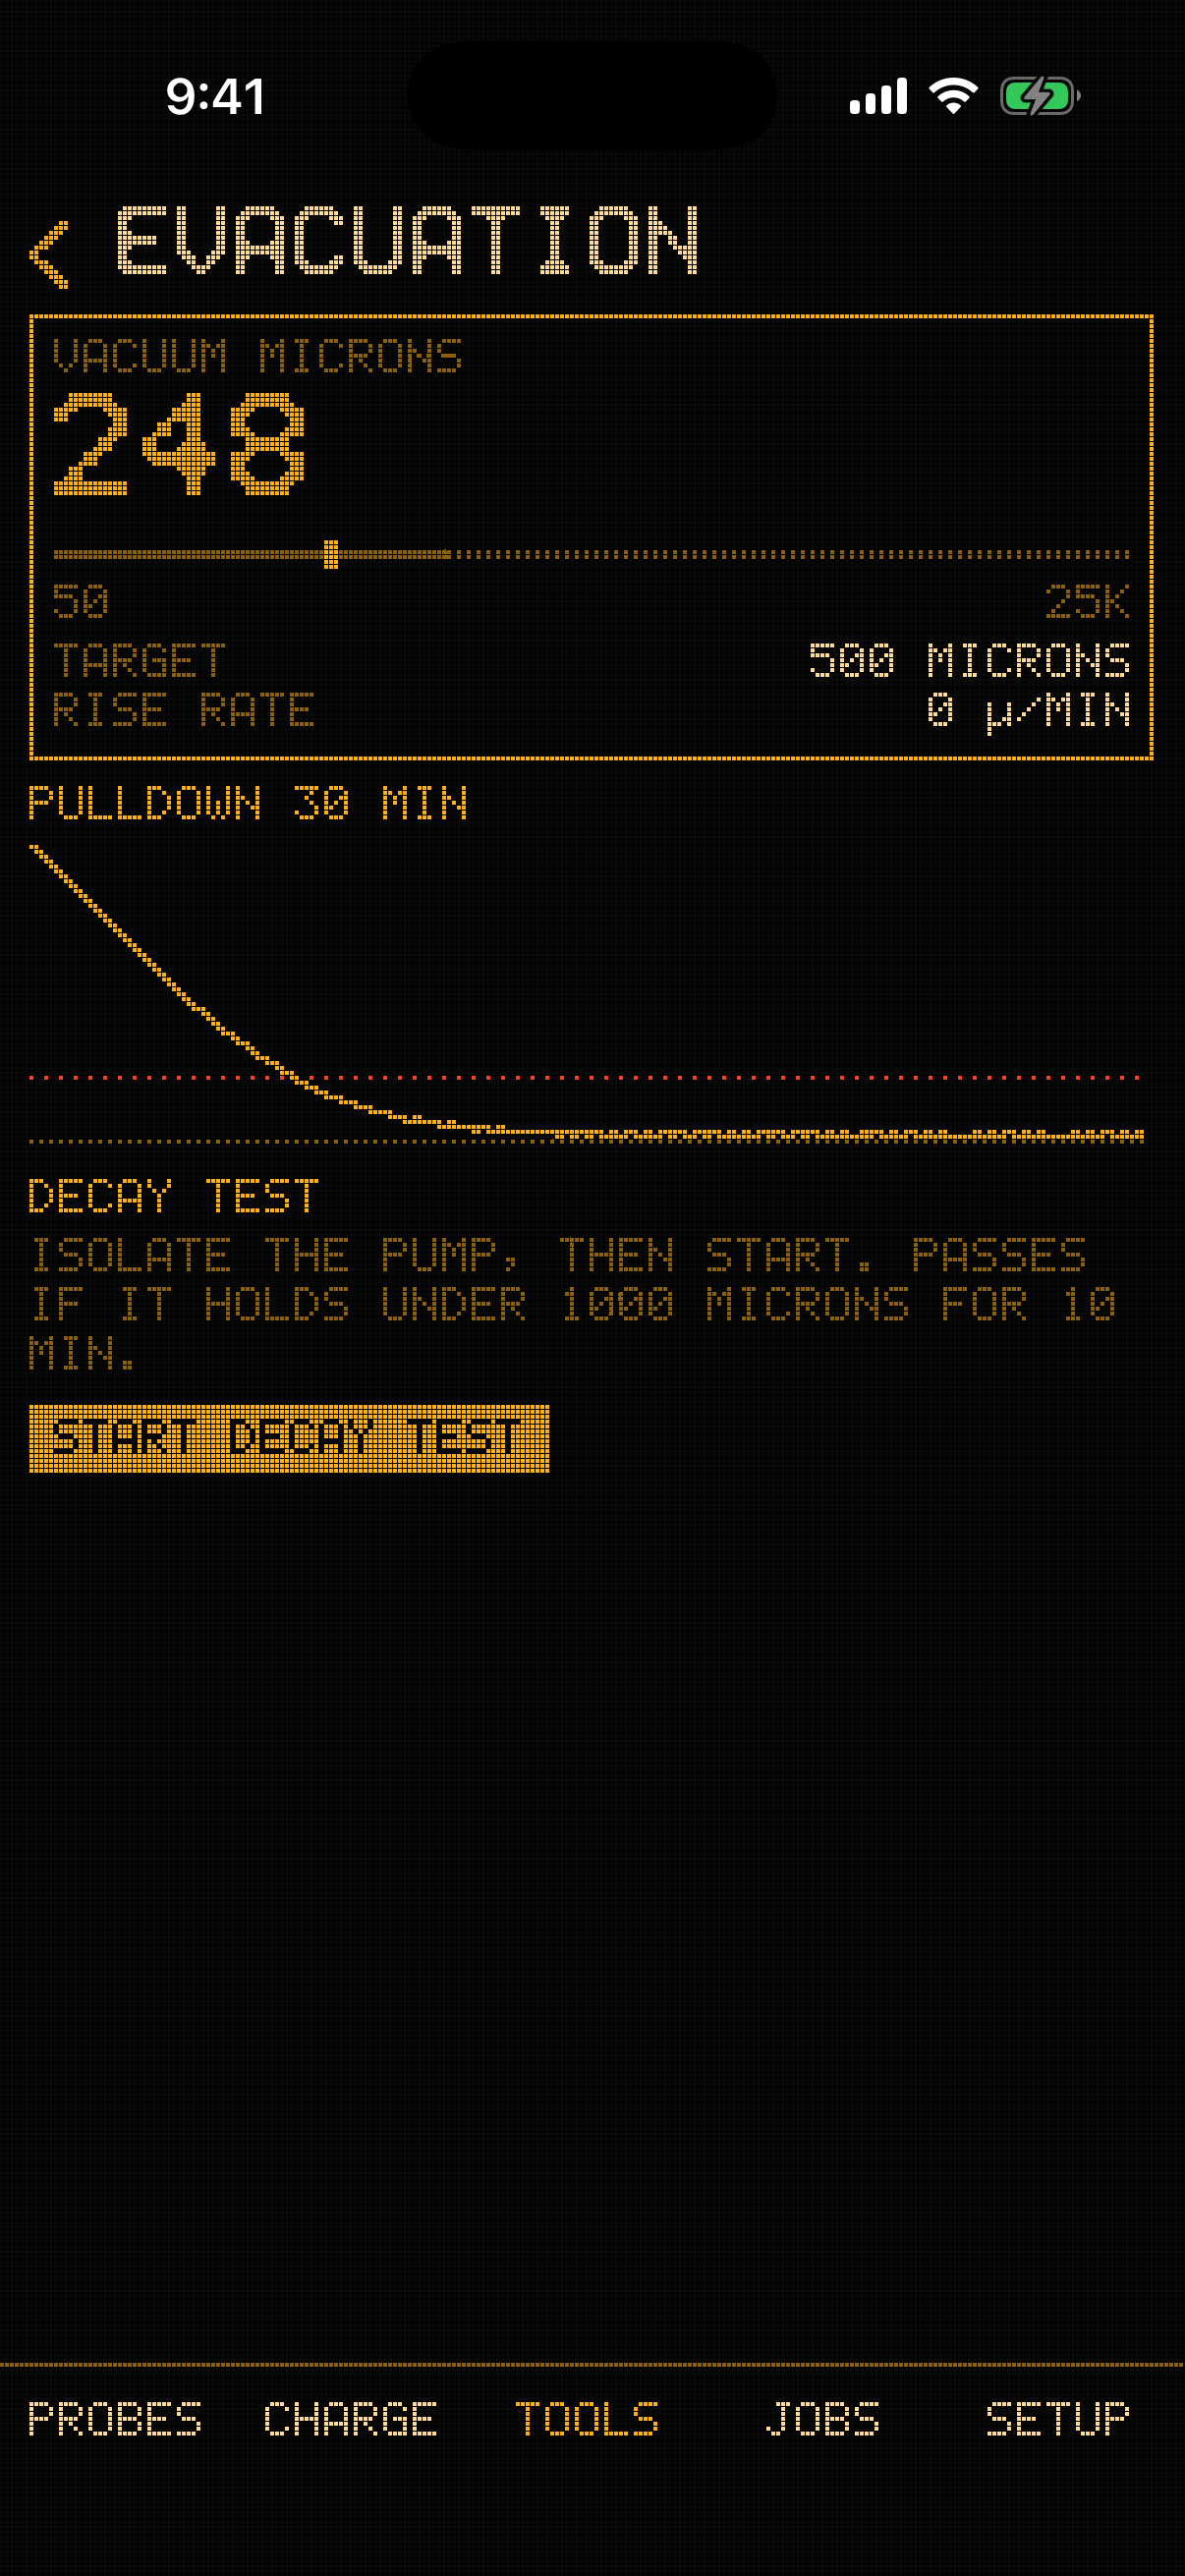 9:41
< EVACUATION
VACUUM MICRONS
248
50 25K
TARGET 500 MICRONS
RISE RATE 0 µ/MIN
PULLDOWN 30 MIN
DECAY TEST
ISOLATE THE PUMP, THEN START. PASSES
IF IT HOLDS UNDER 1000 MICRONS FOR 10
MIN.
START DECAY TEST
PROBES CHARGE TOOLS JOBS SETUP